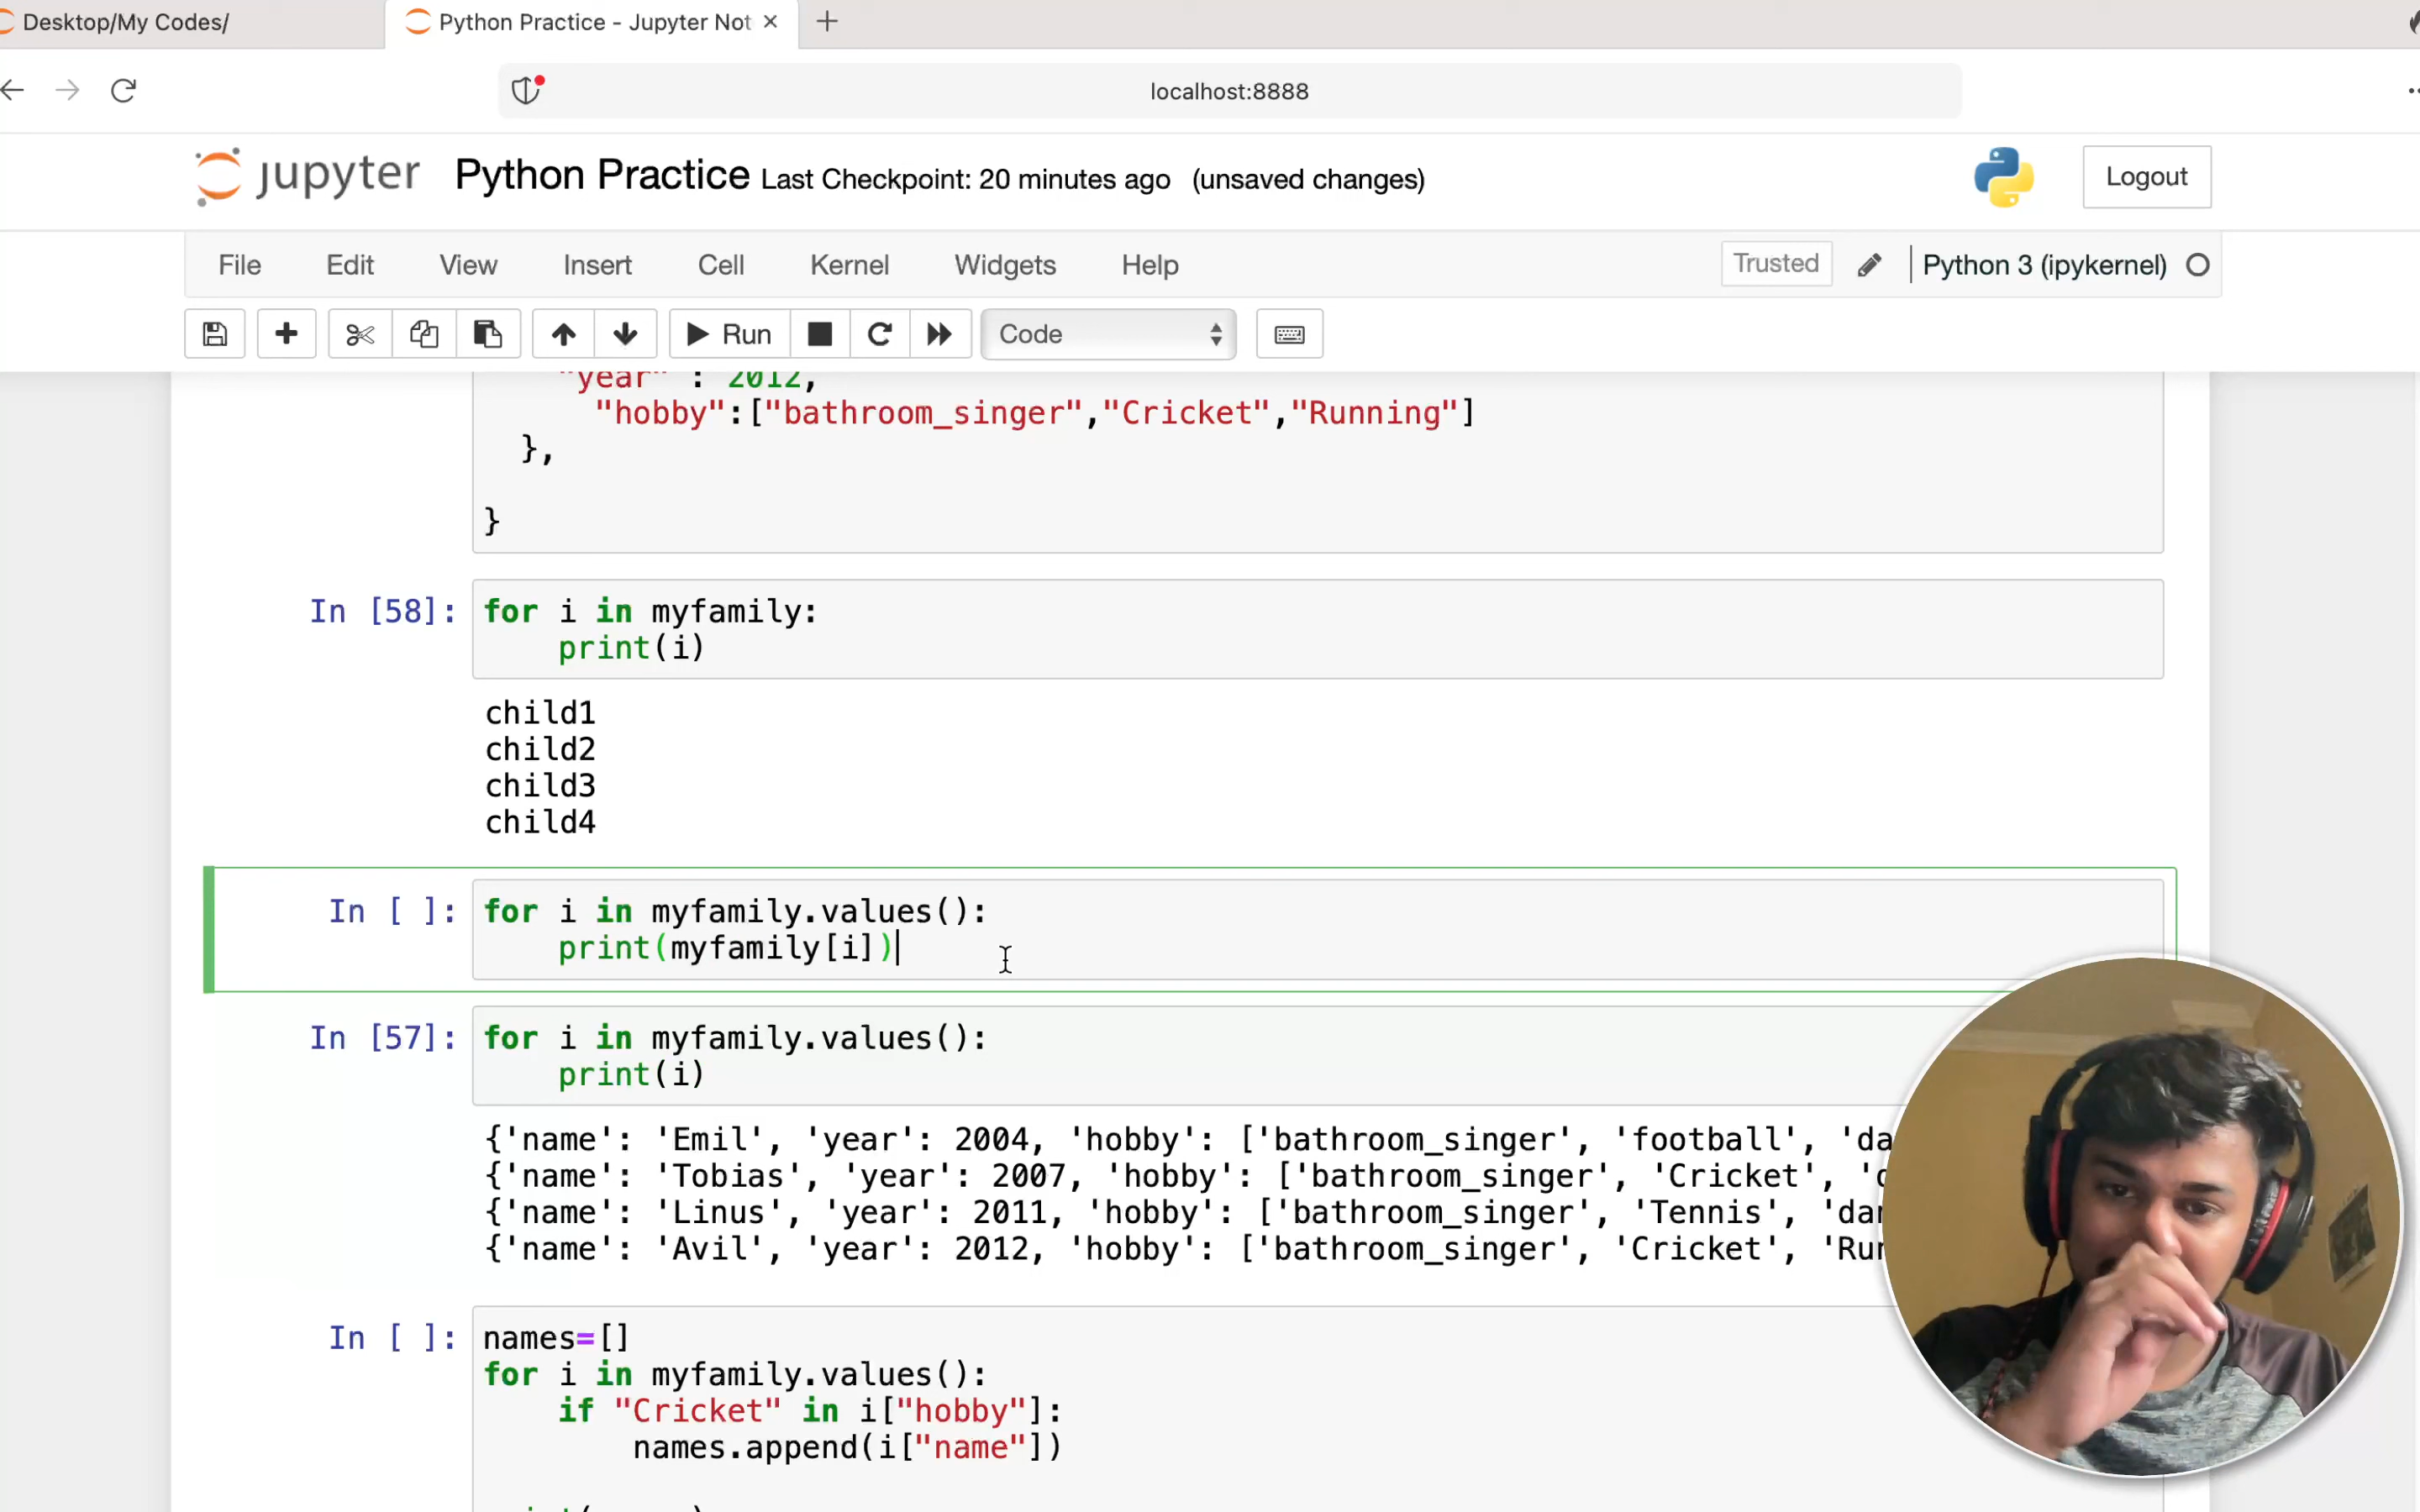 Desktop/My Codes/
Python Practice - Jupyter Not
localhost:8888
jupyter Python Practice Last Checkpoint: 20 minutes ago (unsaved changes)
Logout
File Edit View Insert Cell Kernel Widgets Help Trusted Python 3 (ipykernel)
Run Code
"year" : 2012,
"hobby":["bathroom_singer","Cricket","Running"]
},
}
In [58]: for i in myfamily:
print(i)
child1
child2
child3
child4
In [ ]: for i in myfamily.values():
print(myfamily[i])
In [57]: for i in myfamily.values():
print(i)
{'name': 'Emil', 'year': 2004, 'hobby': ['bathroom_singer', 'football', 'da
{'name': 'Tobias', 'year': 2007, 'hobby': ['bathroom_singer', 'Cricket', '
{'name': 'Linus', 'year': 2011, 'hobby': ['bathroom_singer', 'Tennis', 'da
{'name': 'Avil', 'year': 2012, 'hobby': ['bathroom_singer', 'Cricket', 'Ru
In [ ]: names=[]
for i in myfamily.values():
if "Cricket" in i["hobby"]:
names.append(i["name"])